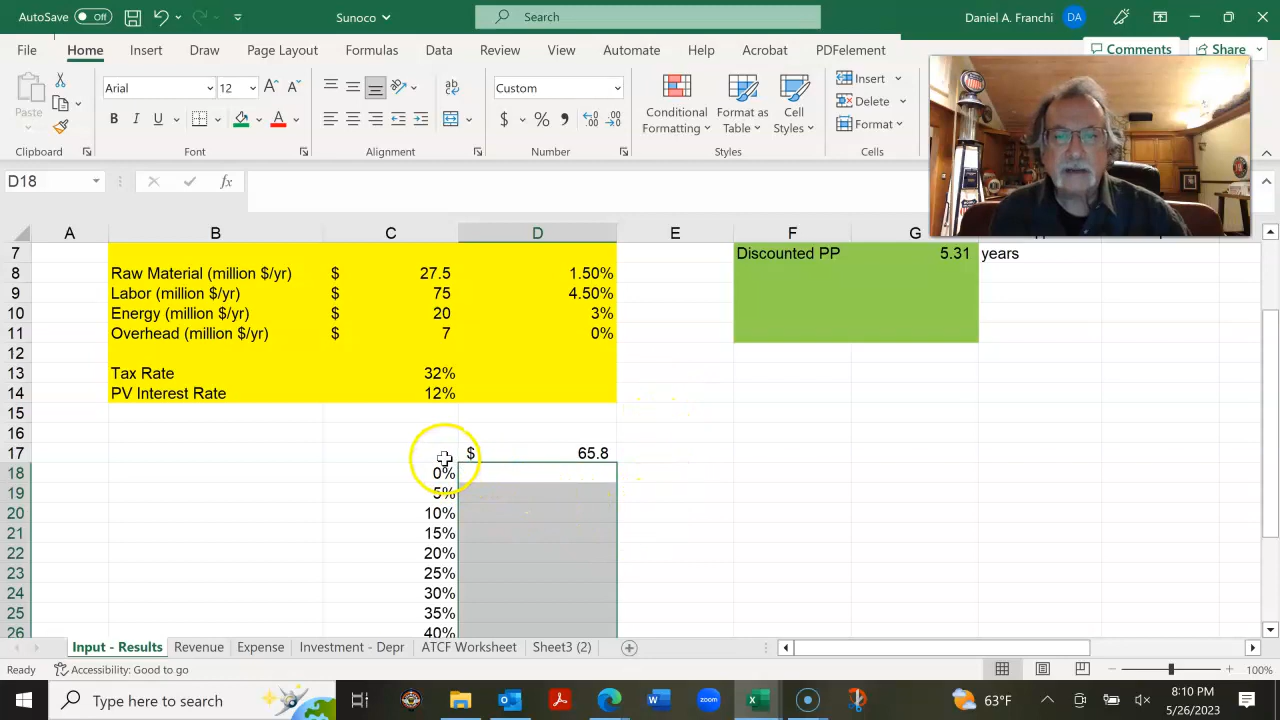 AutoSave Off Sunoco Search Daniel A. Franchi DA
File Home Insert Draw Page Layout Formulas Data Review View Automate Help Acrobat PDFelement Comments Share
Paste Arial 12 A A Custom Conditional Formatting Format as Table Cell Styles Insert
B I U A $ % Delete
Format
Clipboard Font Alignment Number Styles Cells
D18 fx
A B C D E F G
7 Discounted PP 5.31 years
8 Raw Material (million $/yr) $ 27.5 1.50%
9 Labor (million $/yr) $ 75 4.50%
10 Energy (million $/yr) $ 20 3%
11 Overhead (million $/yr) $ 7 0%
12
13 Tax Rate 32%
14 PV Interest Rate 12%
15
16
17 $ 65.8
18 0%
19 5%
20 10%
21 15%
22 20%
23 25%
24 30%
25 35%
26 40%
Input - Results Revenue Expense Investment - Depr ATCF Worksheet Sheet3 (2)
Ready Accessibility: Good to go 100%
Type here to search zoom 63°F 8:10 PM
5/26/2023